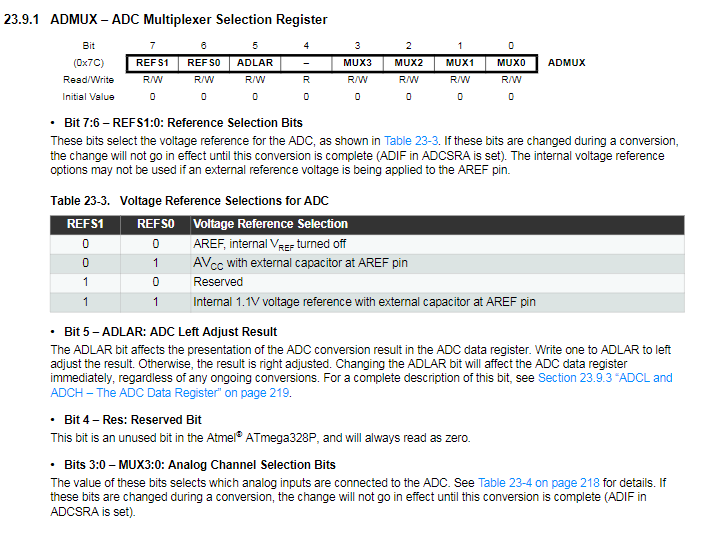 23.9.1 ADMUX – ADC Multiplexer Selection Register
Bit 7 6 5 4 3 2 1 0
(0x7C) REFS1 REFS0 ADLAR – MUX3 MUX2 MUX1 MUX0 ADMUX
Read/Write R/W R/W R/W R R/W R/W R/W R/W
Initial Value 0 0 0 0 0 0 0 0
• Bit 7:6 – REFS1:0: Reference Selection Bits
These bits select the voltage reference for the ADC, as shown in Table 23-3. If these bits are changed during a conversion,
the change will not go in effect until this conversion is complete (ADIF in ADCSRA is set). The internal voltage reference
options may not be used if an external reference voltage is being applied to the AREF pin.
Table 23-3. Voltage Reference Selections for ADC
REFS1 REFS0 Voltage Reference Selection
0 0 AREF, internal VREF turned off
0 1 AVCC with external capacitor at AREF pin
1 0 Reserved
1 1 Internal 1.1V voltage reference with external capacitor at AREF pin
• Bit 5 – ADLAR: ADC Left Adjust Result
The ADLAR bit affects the presentation of the ADC conversion result in the ADC data register. Write one to ADLAR to left
adjust the result. Otherwise, the result is right adjusted. Changing the ADLAR bit will affect the ADC data register
immediately, regardless of any ongoing conversions. For a complete description of this bit, see Section 23.9.3 “ADCL and
ADCH – The ADC Data Register” on page 219.
• Bit 4 – Res: Reserved Bit
This bit is an unused bit in the Atmel® ATmega328P, and will always read as zero.
• Bits 3:0 – MUX3:0: Analog Channel Selection Bits
The value of these bits selects which analog inputs are connected to the ADC. See Table 23-4 on page 218 for details. If
these bits are changed during a conversion, the change will not go in effect until this conversion is complete (ADIF in
ADCSRA is set).